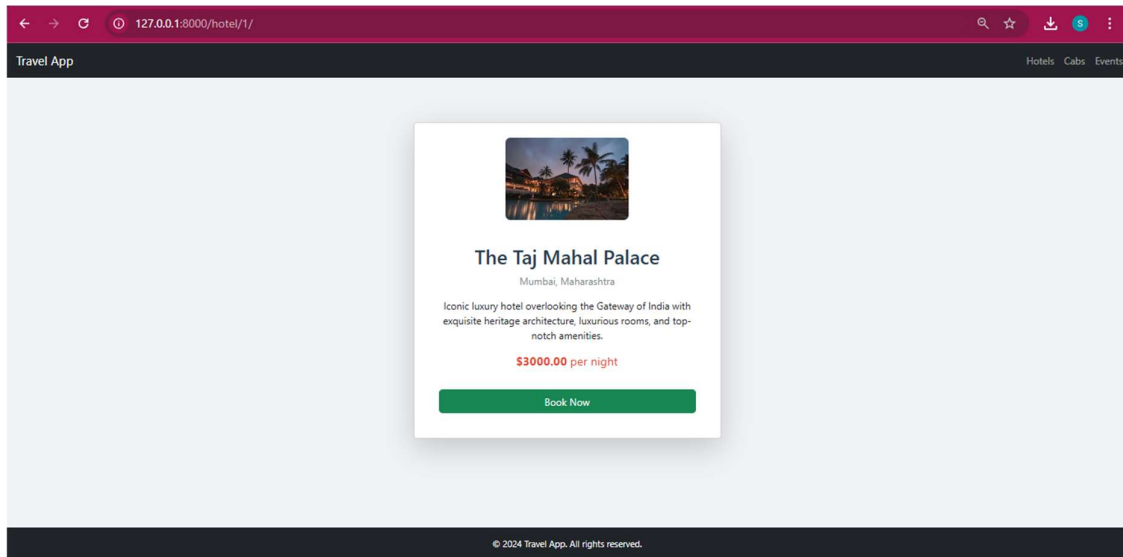 127.0.0.1:8000/hotel/1/
S
Travel App
Hotels Cabs Events
The Taj Mahal Palace
Mumbai, Maharashtra
Iconic luxury hotel overlooking the Gateway of India with
exquisite heritage architecture, luxurious rooms, and top-
notch amenities.
$3000.00 per night
Book Now
© 2024 Travel App. All rights reserved.